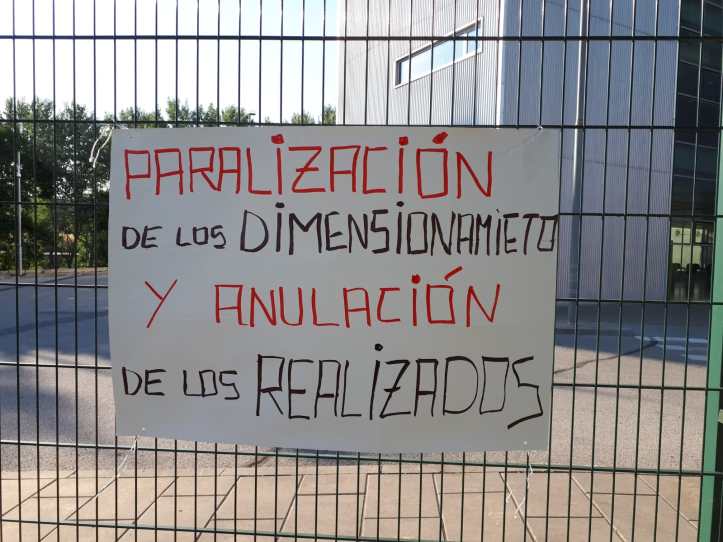 PARALIZACIÓN
DE LOS DIMENSIONAMIETO
Y ANULACIÓN
DE LOS REALIZADOS